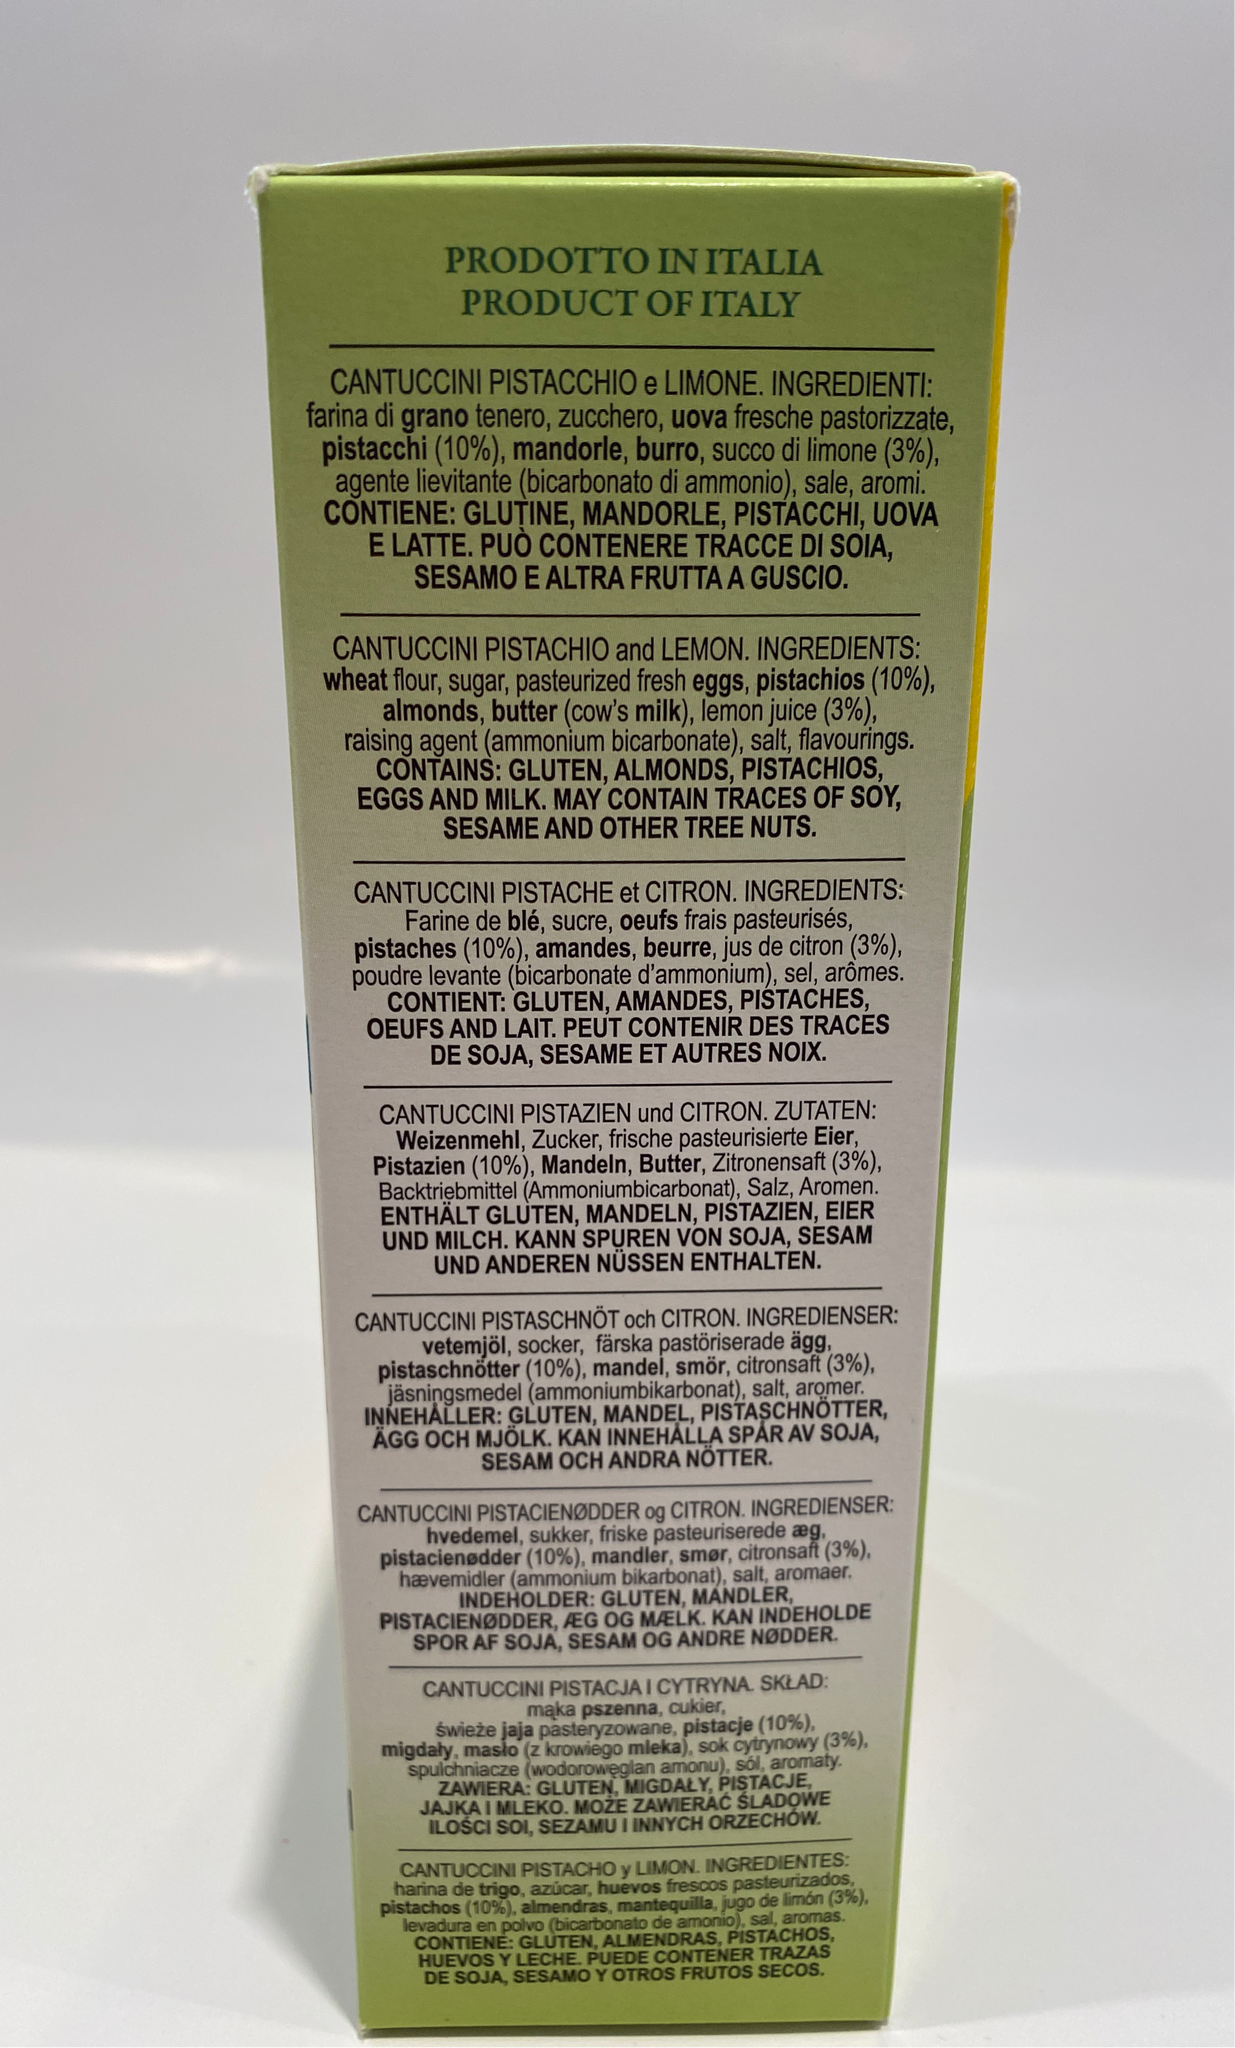 PRODOTTO IN ITALIA
PRODUCT OF ITALY
CANTUCCINI PISTACCHIO e LIMONE. INGREDIENTI:
farina di grano tenero, zucchero, uova fresche pastorizzate,
pistacchi (10%), mandorle, burro, succo di limone (3%),
agente lievitante (bicarbonato di ammonio), sale, aromi.
CONTIENE: GLUTINE, MANDORLE, PISTACCHI, UOVA
E LATTE. PUÒ CONTENERE TRACCE DI SOIA,
SESAMO E ALTRA FRUTTA A GUSCIO.
CANTUCCINI PISTACHIO and LEMON. INGREDIENTS:
wheat flour, sugar, pasteurized fresh eggs, pistachios (10%),
almonds, butter (cow's milk), lemon juice (3%),
raising agent (ammonium bicarbonate), salt, flavourings.
CONTAINS: GLUTEN, ALMONDS, PISTACHIOS,
EGGS AND MILK. MAY CONTAIN TRACES OF SOY,
SESAME AND OTHER TREE NUTS.
CANTUCCINI PISTACHE et CITRON. INGREDIENTS:
Farine de blé, sucre, oeufs frais pasteurisés,
pistaches (10%), amandes, beurre, jus de citron (3%),
poudre levante (bicarbonate d'ammonium), sel, arômes.
CONTIENT: GLUTEN, AMANDES, PISTACHES,
OEUFS AND LAIT. PEUT CONTENIR DES TRACES
DE SOJA, SESAME ET AUTRES NOIX.
CANTUCCINI PISTAZIEN und CITRON. ZUTATEN:
Weizenmehl, Zucker, frische pasteurisierte Eier,
Pistazien (10%), Mandeln, Butter, Zitronensaft (3%),
Backtriebmittel (Ammoniumbicarbonat), Salz, Aromen.
ENTHÄLT GLUTEN, MANDELN, PISTAZIEN, EIER
UND MILCH. KANN SPUREN VON SOJA, SESAM
UND ANDEREN NÜSSEN ENTHALTEN.
CANTUCCINI PISTASCHNÖT och CITRON. INGREDIENSER:
vetemjöl, socker, färska pastöriserade ägg,
pistaschnötter (10%), mandel, smör, citronsaft (3%),
jäsningsmedel (ammoniumbikarbonat), salt, aromer.
INNEHÅLLER: GLUTEN, MANDEL, PISTASCHNÖTTER,
ÄGG OCH MJÖLK. KAN INNEHÅLLA SPÅR AV SOJA,
SESAM OCH ANDRA NÖTTER.
CANTUCCINI PISTACIENØDDER og CITRON. INGREDIENSER:
hvedemel, sukker, friske pasteuriserede æg,
pistacienødder (10%), mandler, smør, citronsaft (3%),
hævemidler (ammonium bikarbonat), salt, aromaer.
INDEHOLDER: GLUTEN, MANDLER,
PISTACIENØDDER, ÆG OG MÆLK. KAN INDEHOLDE
SPOR AF SOJA, SESAM OG ANDRE NØDDER.
CANTUCCINI PISTACJA I CYTRYNA. SKŁAD:
mąka pszenna, cukier,
świeże jaja pasteryzowane, pistacje (10%),
migdały, masło (z krowiego mleka), sok cytrynowy (3%),
spulchniacze (wodorowęglan amonu), sól, aromaty.
ZAWIERA: GLUTEN, MIGDAŁY, PISTACJE,
JAJKA I MLEKO. MOŻE ZAWIERAĆ ŚLADOWE
ILOŚCI SOI, SEZAMU I INNYCH ORZECHÓW.
CANTUCCINI PISTACHO y LIMON. INGREDIENTES:
harina de trigo, azúcar, huevos frescos pasteurizados,
pistachos (10%), almendras, mantequilla, jugo de limón (3%),
levadura en polvo (bicarbonato de amonio), sal, aromas.
CONTIENE: GLUTEN, ALMENDRAS, PISTACHOS,
HUEVOS Y LECHE. PUEDE CONTENER TRAZAS
DE SOJA, SESAMO Y OTROS FRUTOS SECOS.